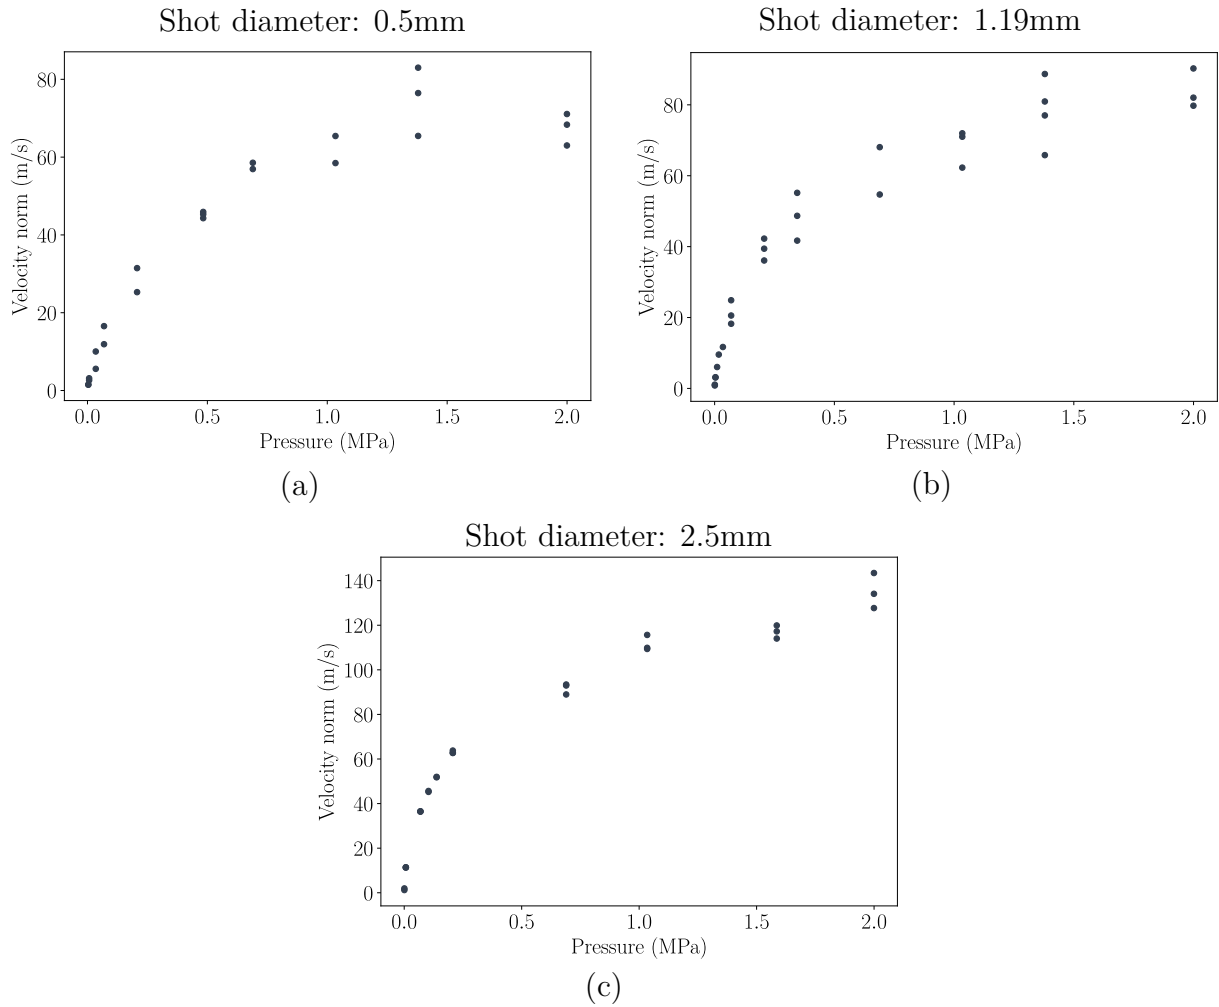 Shot diameter: 0.5mm
80
60
40
20
0
Velocity norm (m/s)
0.0 0.5 1.0 1.5 2.0
Pressure (MPa)
(a)
Shot diameter: 1.19mm
80
60
40
20
0
Velocity norm (m/s)
0.0 0.5 1.0 1.5 2.0
Pressure (MPa)
(b)
Shot diameter: 2.5mm
140
120
100
80
60
40
20
0
Velocity norm (m/s)
0.0 0.5 1.0 1.5 2.0
Pressure (MPa)
(c)